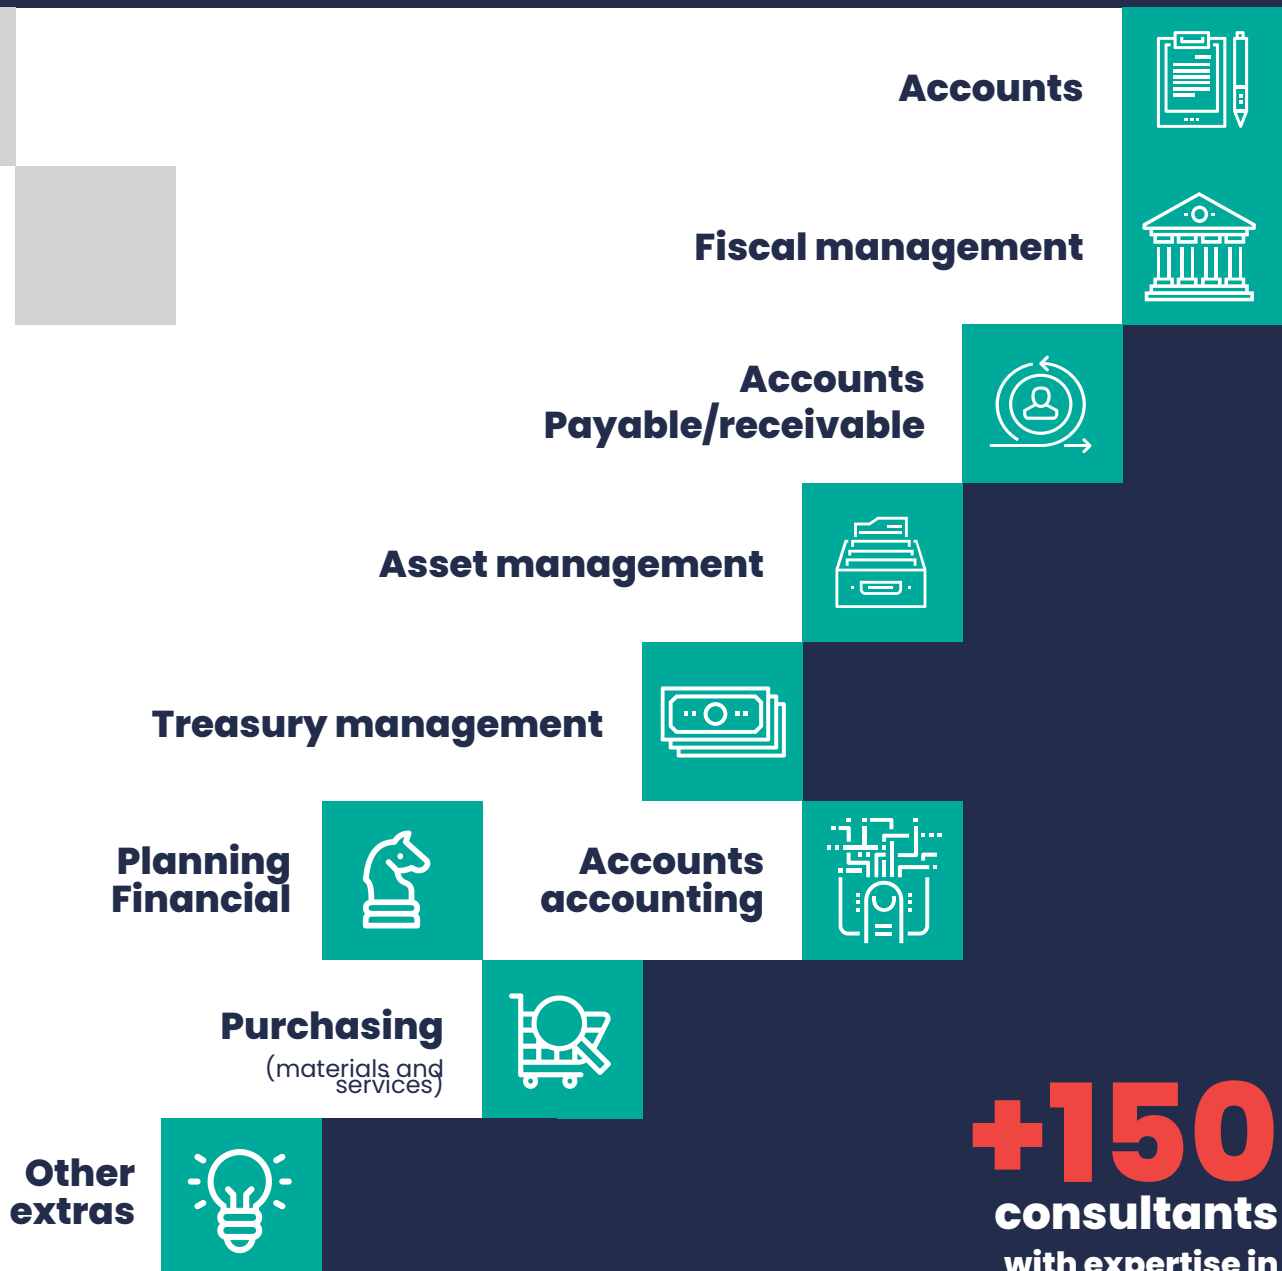 Accounts
Fiscal management
Accounts
Payable/receivable
Asset management
Treasury management
Planning
Financial
Accounts
accounting
Purchasing
(materials and
services)
Other
extras
+150
consultants
with expertise in